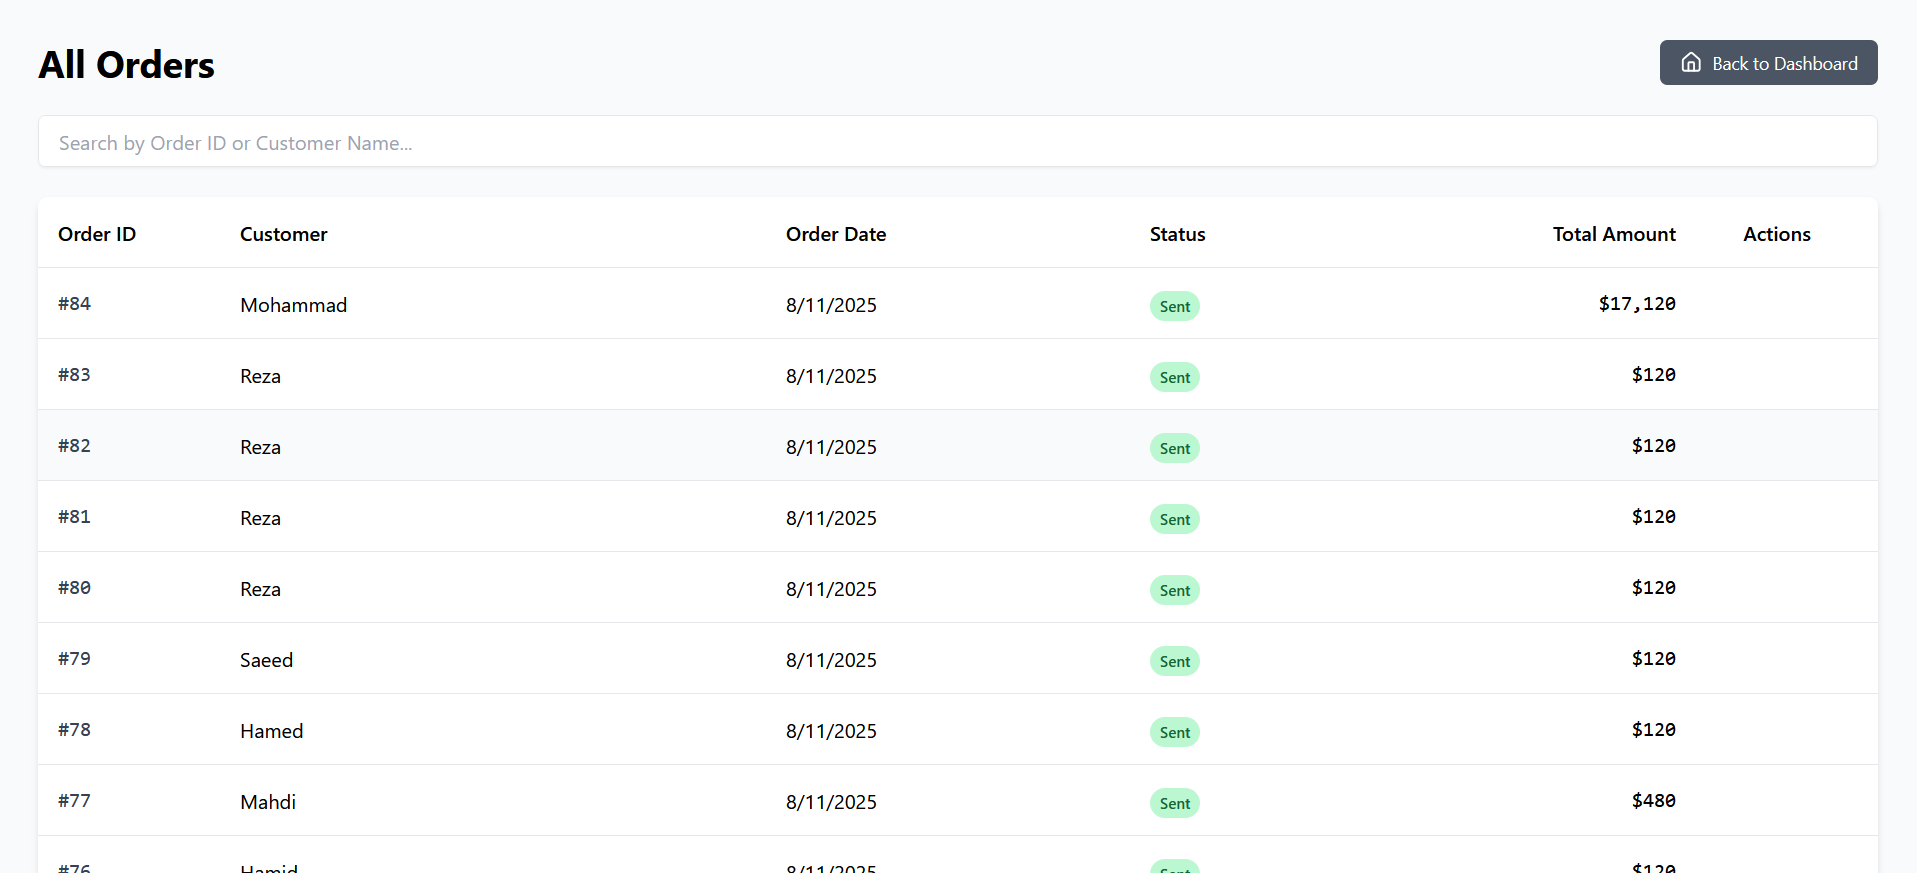 All Orders
Back to Dashboard
Search by Order ID or Customer Name...
Order ID Customer Order Date Status Total Amount Actions
#84 Mohammad 8/11/2025 Sent $17,120
#83 Reza 8/11/2025 Sent $120
#82 Reza 8/11/2025 Sent $120
#81 Reza 8/11/2025 Sent $120
#80 Reza 8/11/2025 Sent $120
#79 Saeed 8/11/2025 Sent $120
#78 Hamed 8/11/2025 Sent $120
#77 Mahdi 8/11/2025 Sent $480
#76 Hamid 8/11/2025 Sent $120